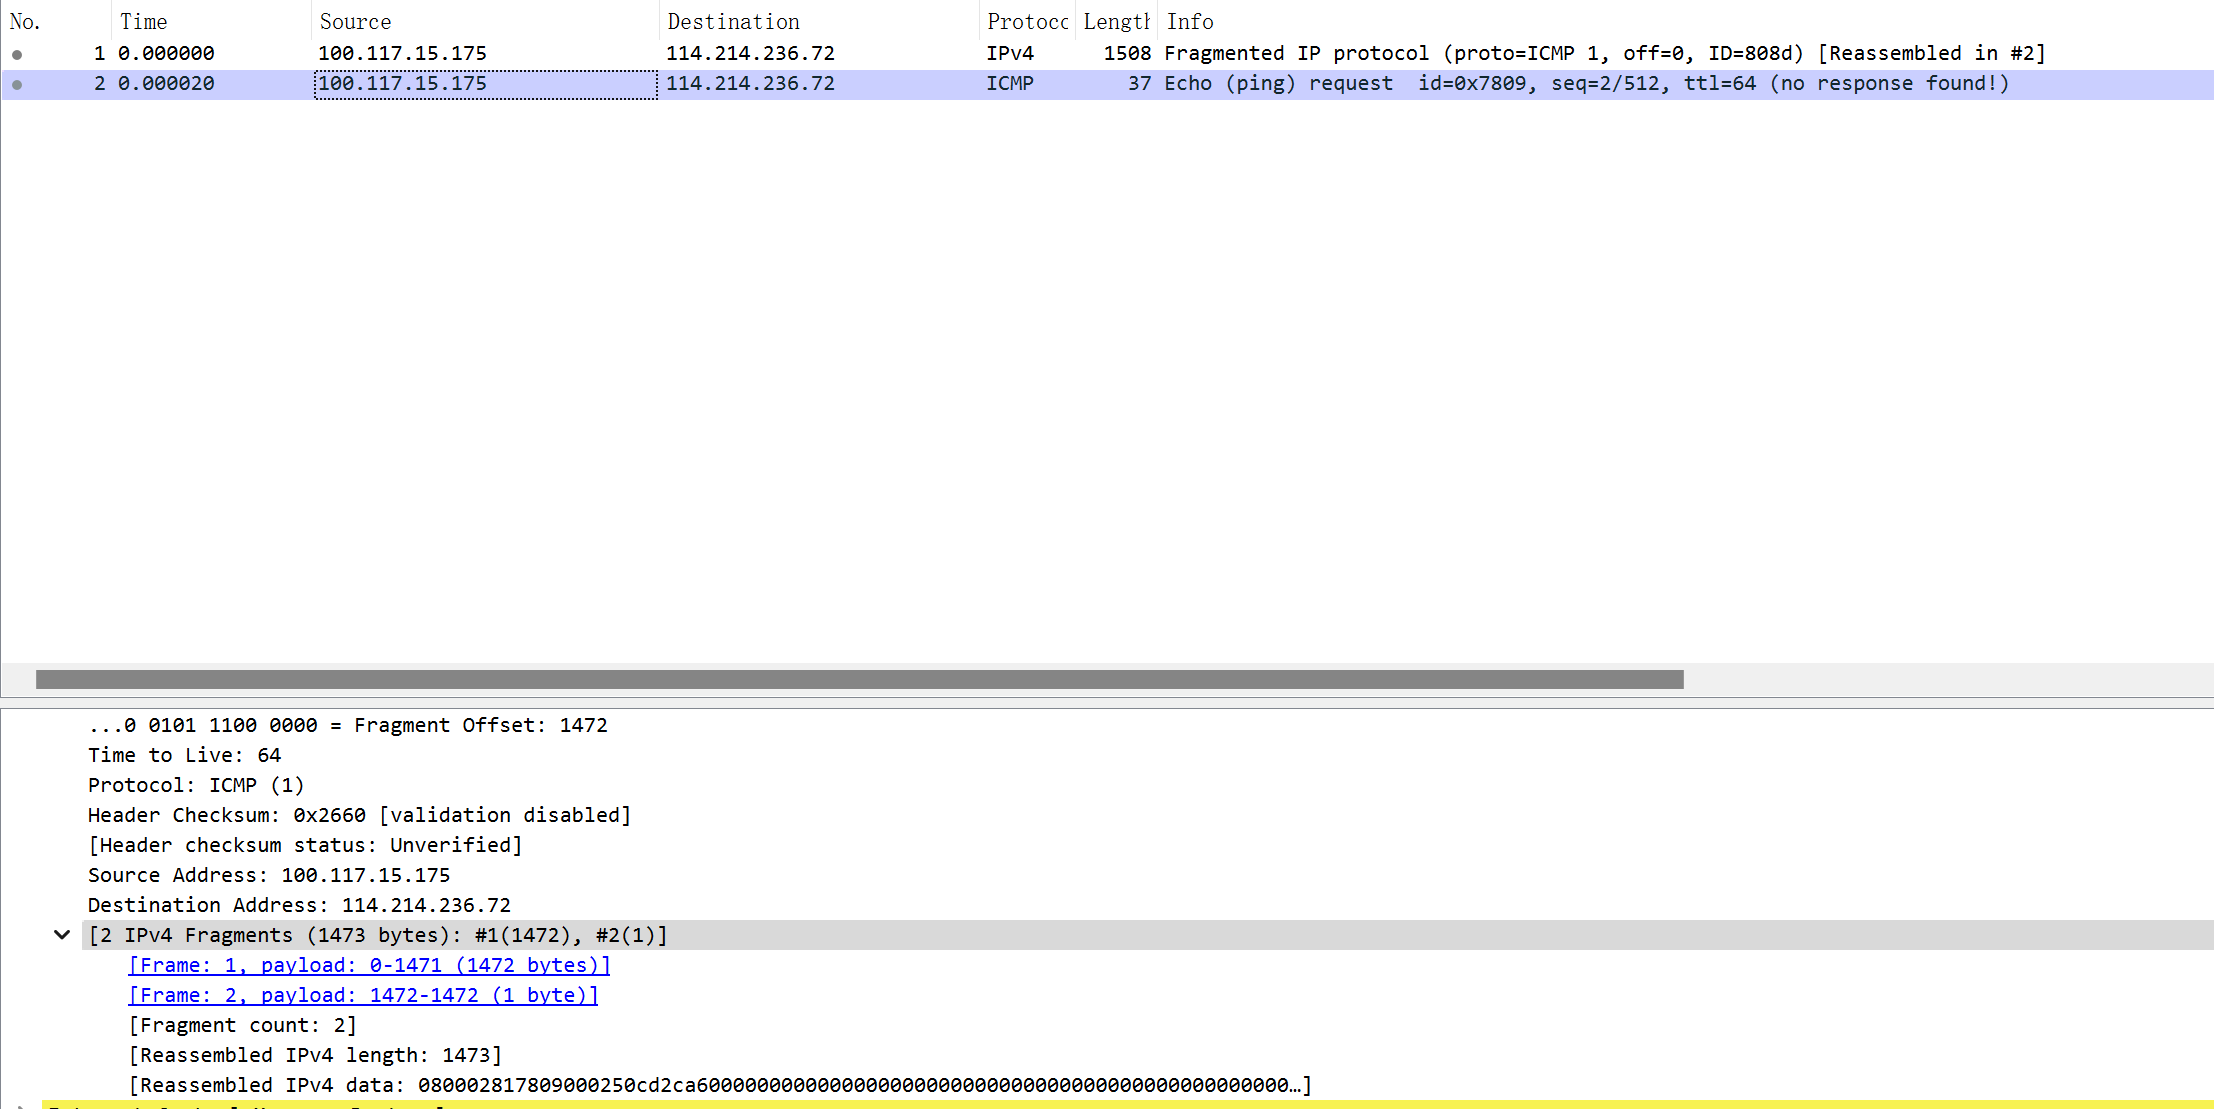 No. Time Source Destination Protocc Length Info
1 0.000000 100.117.15.175 114.214.236.72 IPv4 1508 Fragmented IP protocol (proto=ICMP 1, off=0, ID=808d) [Reassembled in #2]
2 0.000020 100.117.15.175 114.214.236.72 ICMP 37 Echo (ping) request id=0x7809, seq=2/512, ttl=64 (no response found!)
...0 0101 1100 0000 = Fragment Offset: 1472
Time to Live: 64
Protocol: ICMP (1)
Header Checksum: 0x2660 [validation disabled]
[Header checksum status: Unverified]
Source Address: 100.117.15.175
Destination Address: 114.214.236.72
[2 IPv4 Fragments (1473 bytes): #1(1472), #2(1)]
[Frame: 1, payload: 0-1471 (1472 bytes)]
[Frame: 2, payload: 1472-1472 (1 byte)]
[Fragment count: 2]
[Reassembled IPv4 length: 1473]
[Reassembled IPv4 data: 080002817809000250cd2ca6000000000000000000000000000000000000000000000000…]